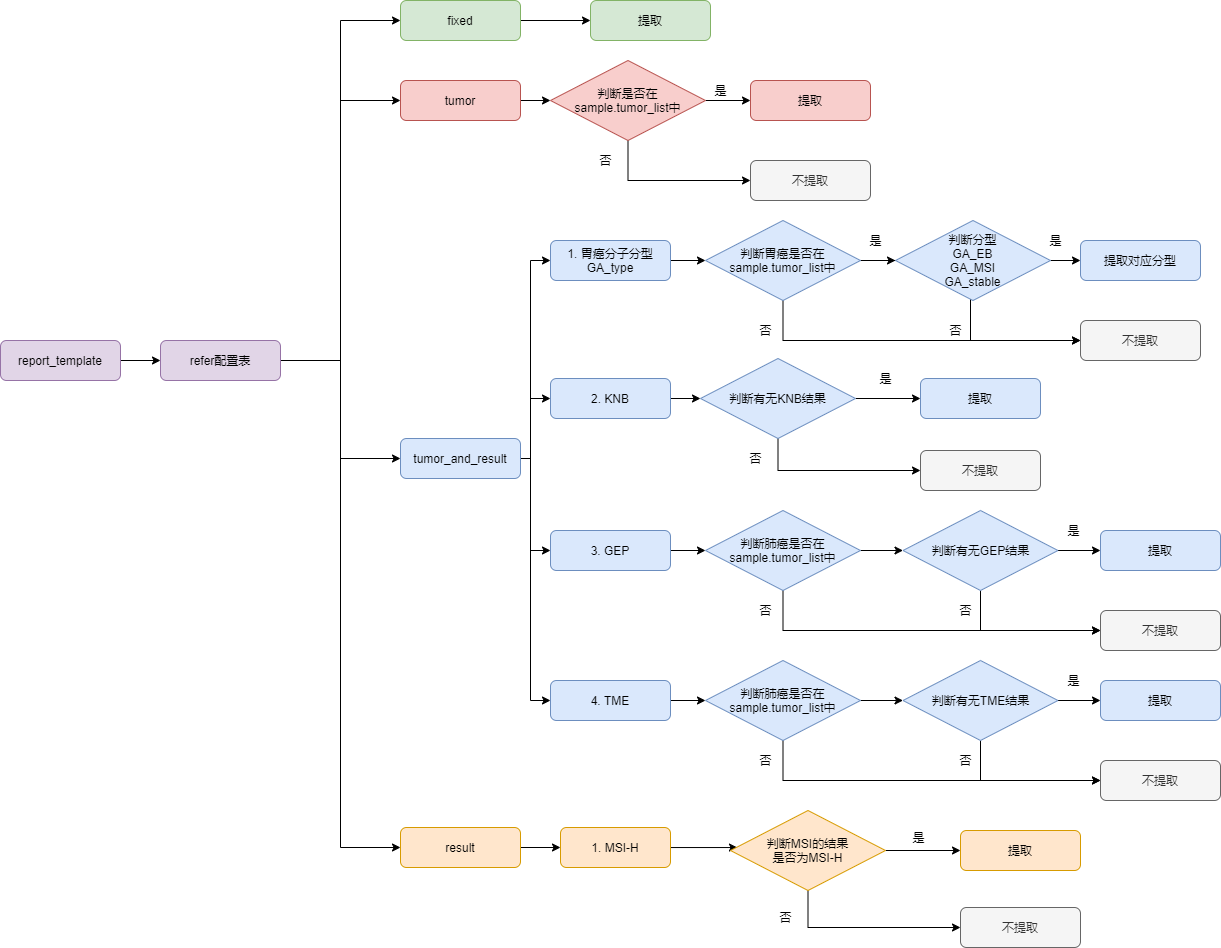 fixed
提取
tumor
判断是否在
sample.tumor_list中
是
提取
否
不提取
report_template
refer配置表
tumor_and_result
1. 胃癌分子分型
GA_type
判断胃癌是否在
sample.tumor_list中
是
判断分型
GA_EB
GA_MSI
GA_stable
是
提取对应分型
否
否
不提取
2. KNB
判断有无KNB结果
是
提取
否
不提取
3. GEP
判断肺癌是否在
sample.tumor_list中
判断有无GEP结果
是
提取
否
否
不提取
4. TME
判断肺癌是否在
sample.tumor_list中
判断有无TME结果
是
提取
否
否
不提取
result
1. MSI-H
判断MSI的结果
是否为MSI-H
是
提取
否
不提取